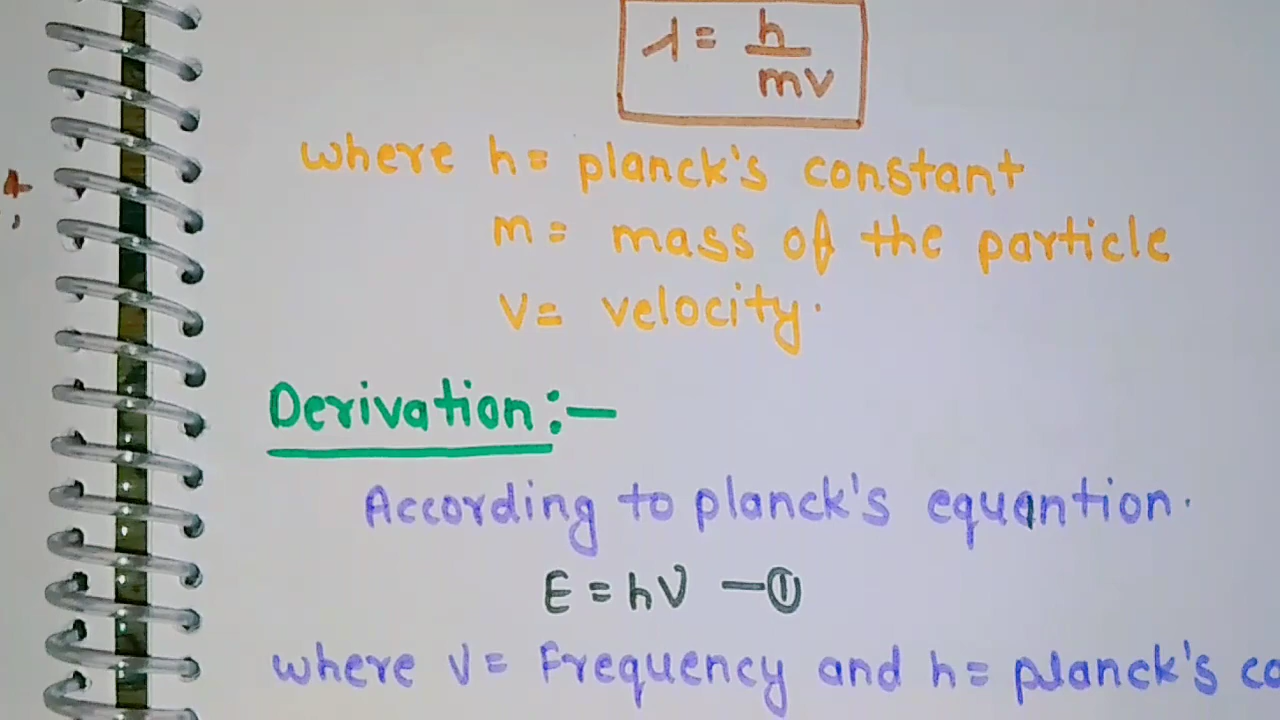 λ = h/mv
where h = planck's constant
m = mass of the particle
v = velocity.
Derivation:-
According to planck's equantion.
E = hν —①
where ν = Frequency and h = planck's co